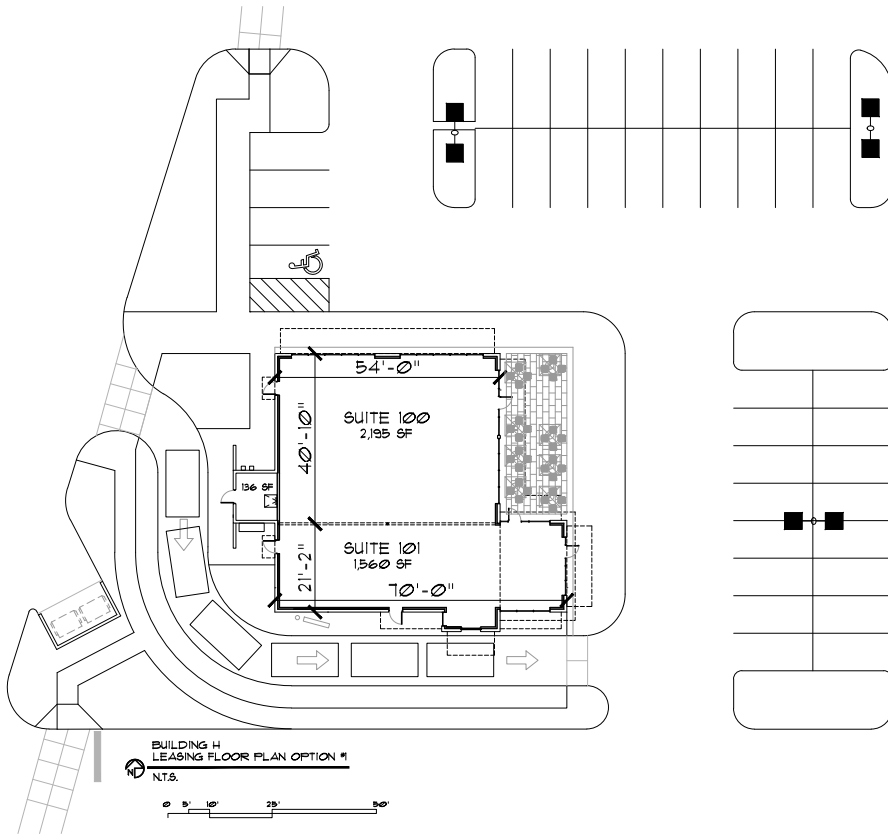 54'-0"
40'-10"
SUITE 100
2,195 SF
136 SF
SUITE 101
1,560 SF
21'-2"
70'-0"
BUILDING H
LEASING FLOOR PLAN OPTION #1
N
N.T.S.
0 5' 10' 25' 50'